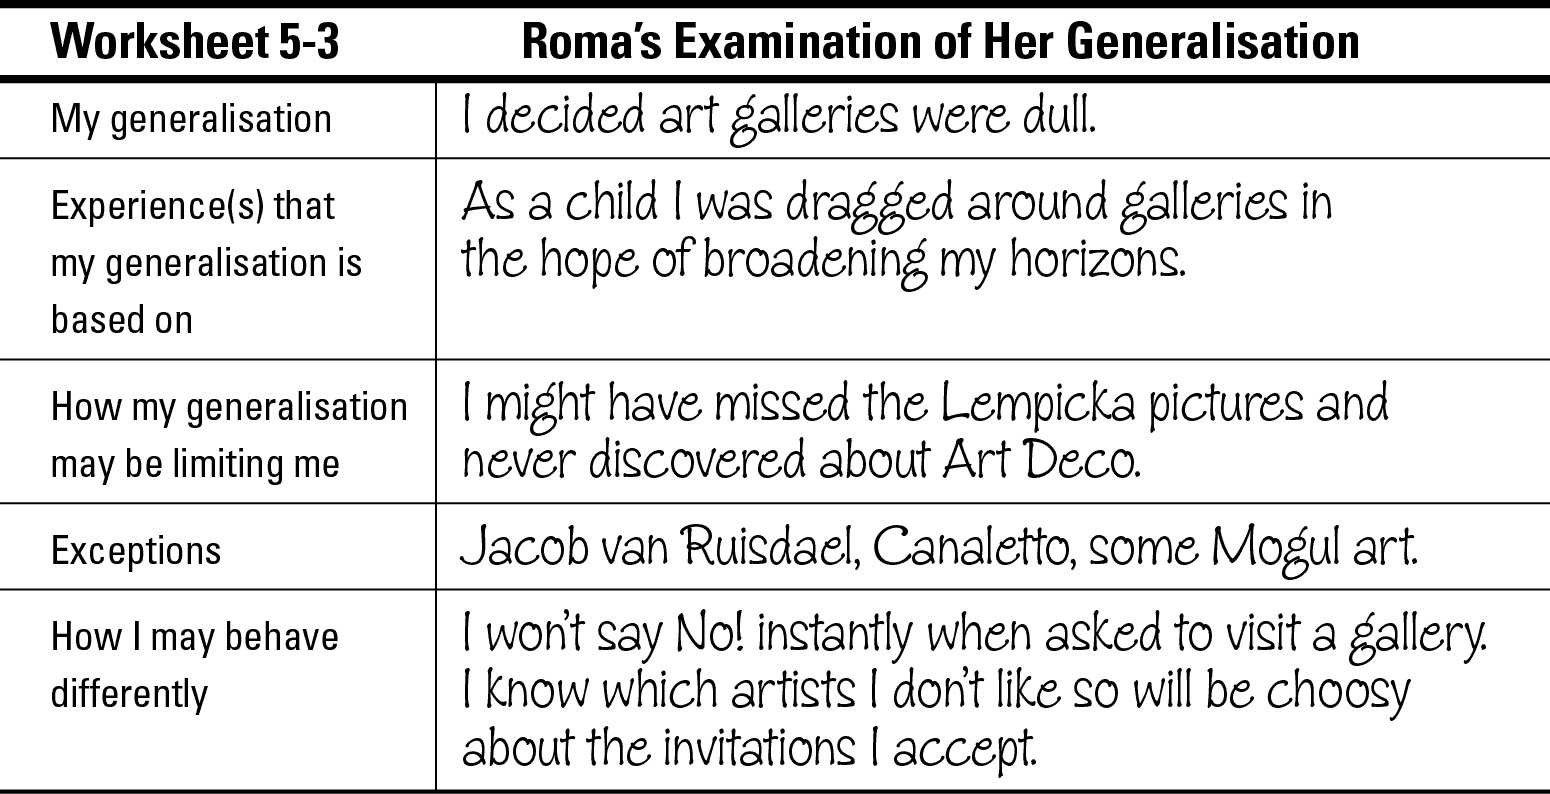 Worksheet 5-3 Roma’s Examination of Her Generalisation
My generalisation I decided art galleries were dull.
Experience(s) that
my generalisation is
based on
As a child I was dragged around galleries in
the hope of broadening my horizons.
How my generalisation
may be limiting me
I might have missed the Lempicka pictures and
never discovered about Art Deco.
Exceptions Jacob van Ruisdael, Canaletto, some Mogul art.
How I may behave
differently
I won’t say No! instantly when asked to visit a gallery.
I know which artists I don’t like so will be choosy
about the invitations I accept.